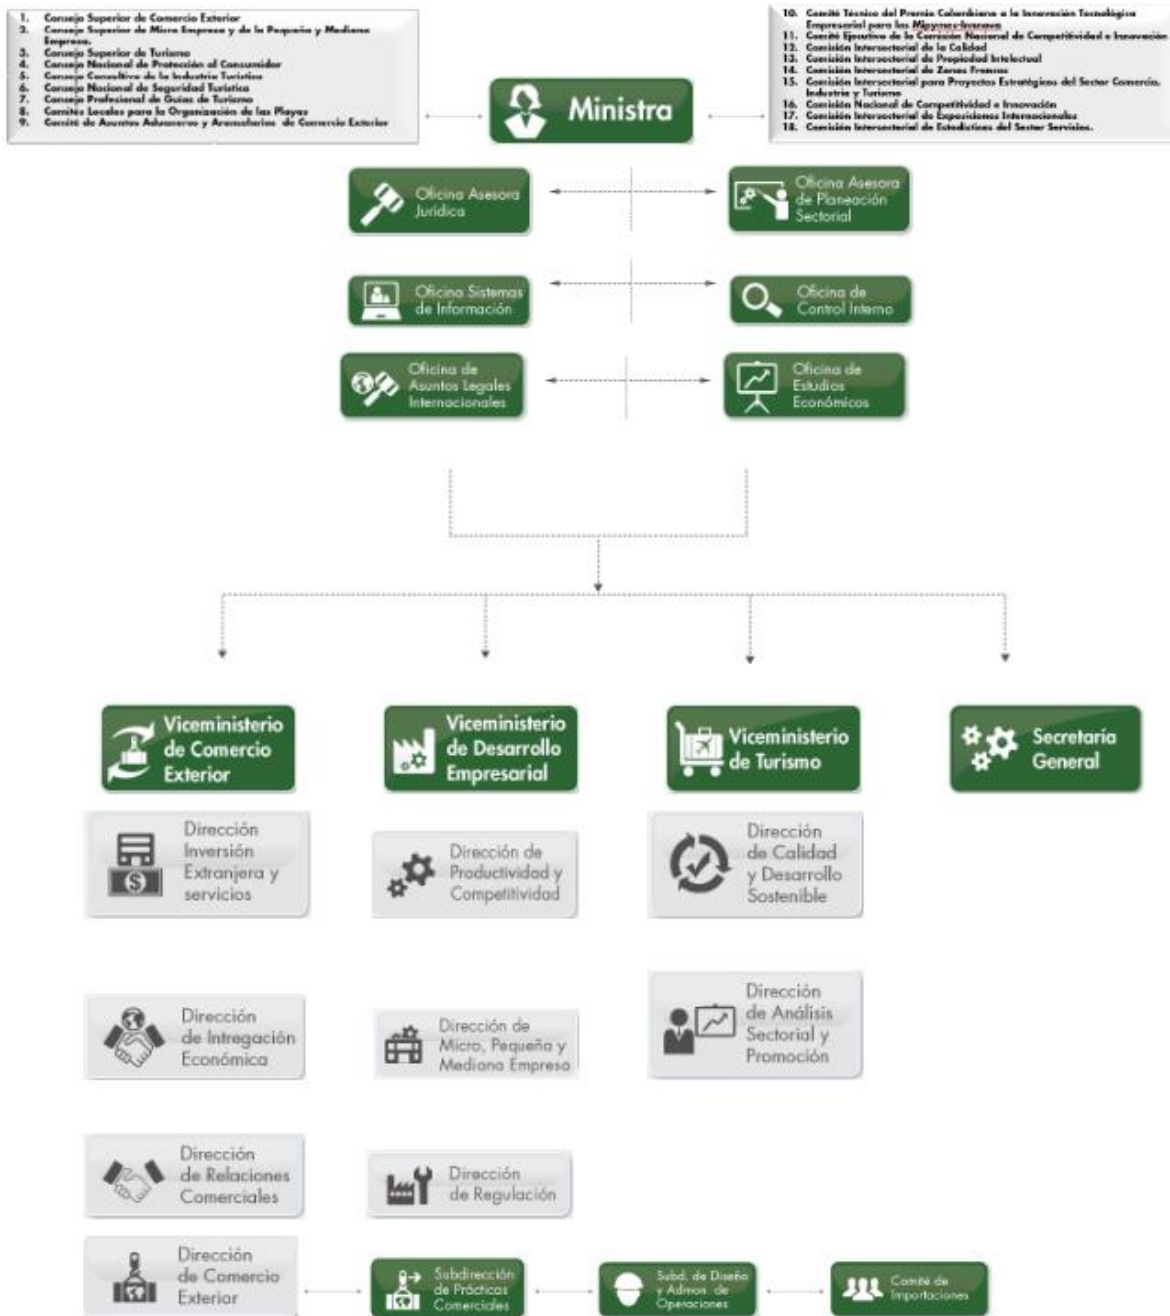 1. Consejo Superior de Comercio Exterior
2. Consejo Superior de Micro Empresa y de la Pequeña y Mediana
Empresa.
3. Consejo Superior de Turismo
4. Consejo Nacional de Protección al Consumidor
5. Consejo Consultivo de la Industria Turística
6. Consejo Nacional de Seguridad Turística
7. Consejo Profesional de Guías de Turismo
8. Comités Locales para la Organización de las Playas
9. Comité de Asuntos Aduaneros y Arancelarios de Comercio Exterior
Ministra
10. Comité Técnico del Premio Colombiano a la Innovación Tecnológica
Empresarial para las Mipymes-Innova
11. Comité Ejecutivo de la Comisión Nacional de Competitividad e Innovación
12. Comisión Intersectorial de la Calidad
13. Comisión Intersectorial de Propiedad Intelectual
14. Comisión Intersectorial de Zonas Francas
15. Comisión Intersectorial para Proyectos Estratégicos del Sector Comercio,
Industria y Turismo
16. Comisión Nacional de Competitividad e Innovación
17. Comisión Intersectorial de Exposiciones Internacionales
18. Comisión Intersectorial de Estadísticas del Sector Servicios.
Oficina Asesora
Jurídica
Oficina Asesora
de Planeación
Sectorial
Oficina Sistemas
de Información
Oficina de
Control Interno
Oficina de
Asuntos Legales
Internacionales
Oficina de
Estudios
Económicos
Viceministerio
de Comercio
Exterior
Viceministerio
de Desarrollo
Empresarial
Viceministerio
de Turismo
Secretaría
General
Dirección
Inversión
Extranjera y
servicios
Dirección de
Productividad y
Competitividad
Dirección
de Calidad
y Desarrollo
Sostenible
Dirección
de Intregación
Económica
Dirección de
Micro, Pequeña y
Mediana Empresa
Dirección
de Análisis
Sectorial y
Promoción
Dirección
de Relaciones
Comerciales
Dirección
de Regulación
Dirección
de Comercio
Exterior
Subdirección
de Prácticas
Comerciales
Subd. de Diseño
y Admon. de
Operaciones
Comité de
Importaciones